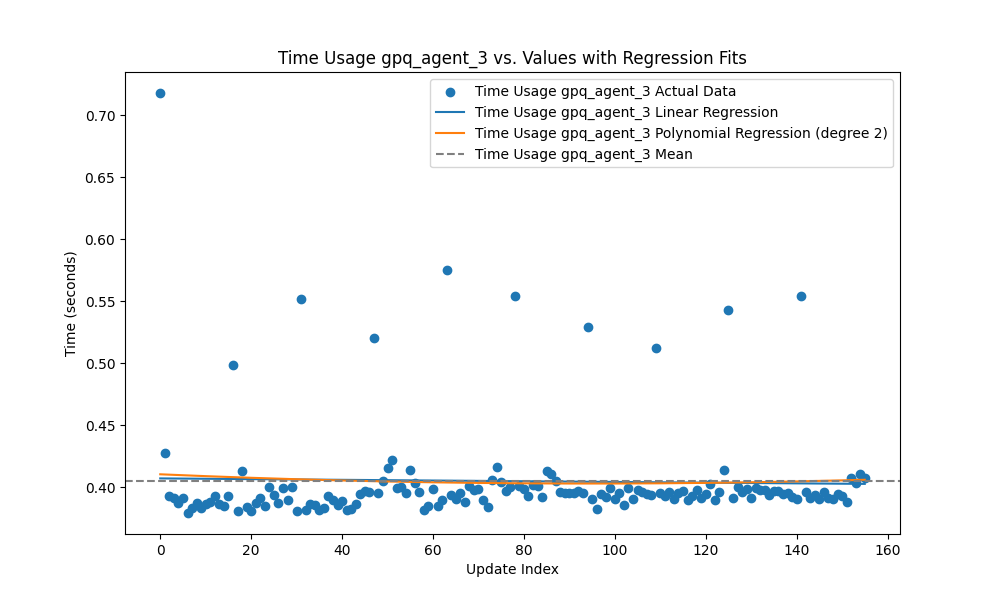 Time Usage gpq_agent_3 vs. Values with Regression Fits
Time Usage gpq_agent_3 Actual Data
Time Usage gpq_agent_3 Linear Regression
Time Usage gpq_agent_3 Polynomial Regression (degree 2)
Time Usage gpq_agent_3 Mean
Time (seconds)
0.70
0.65
0.60
0.55
0.50
0.45
0.40
0 20 40 60 80 100 120 140 160
Update Index